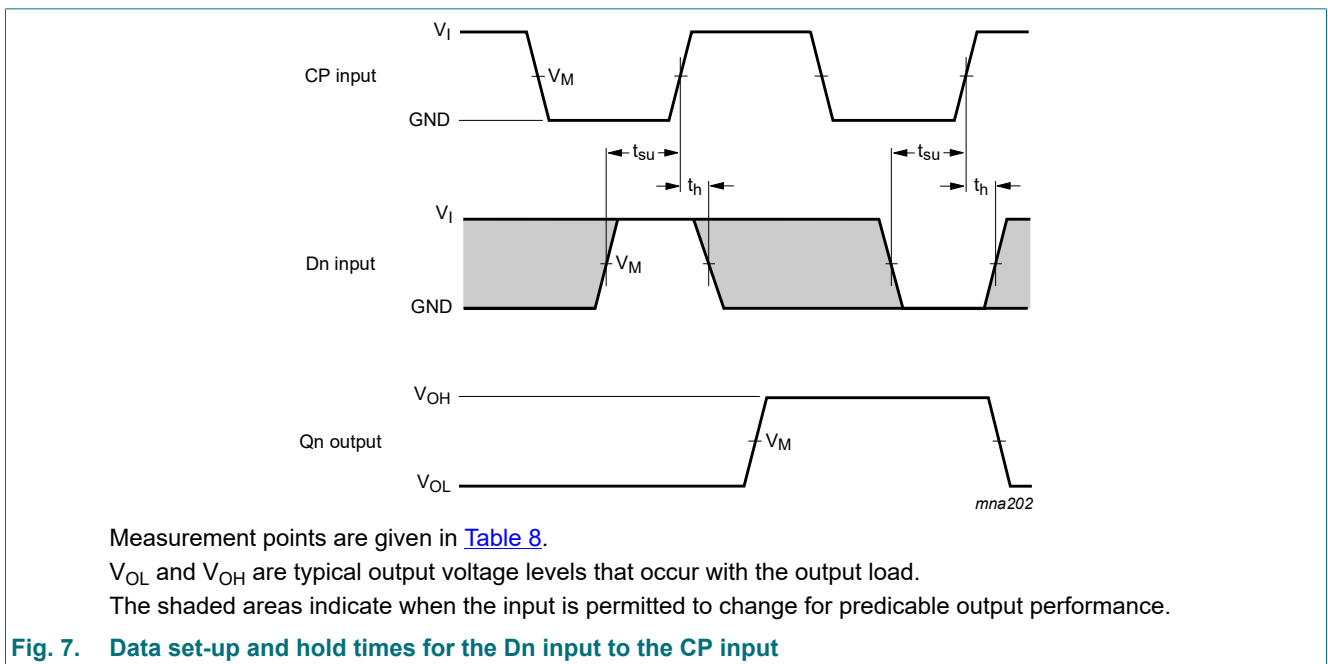 VI
CP input
VM
GND
tsu
tsu
th
th
VI
Dn input
VM
GND
VOH
Qn output
VM
VOL
mna202
Measurement points are given in Table 8.
VOL and VOH are typical output voltage levels that occur with the output load.
The shaded areas indicate when the input is permitted to change for predicable output performance.
Fig. 7. Data set-up and hold times for the Dn input to the CP input